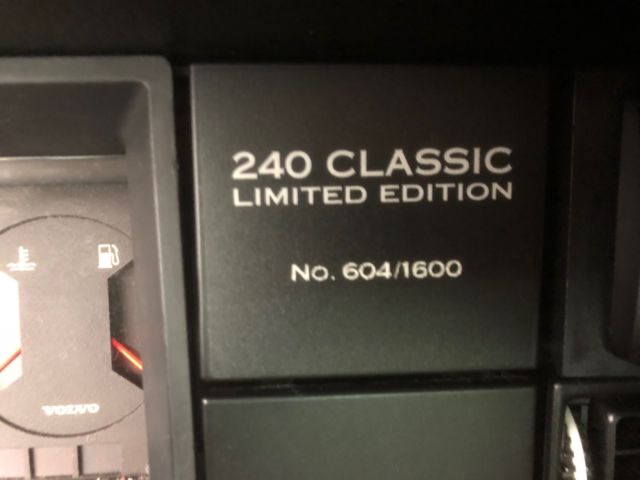 240 CLASSIC
LIMITED EDITION
No. 604/1600
VOLVO